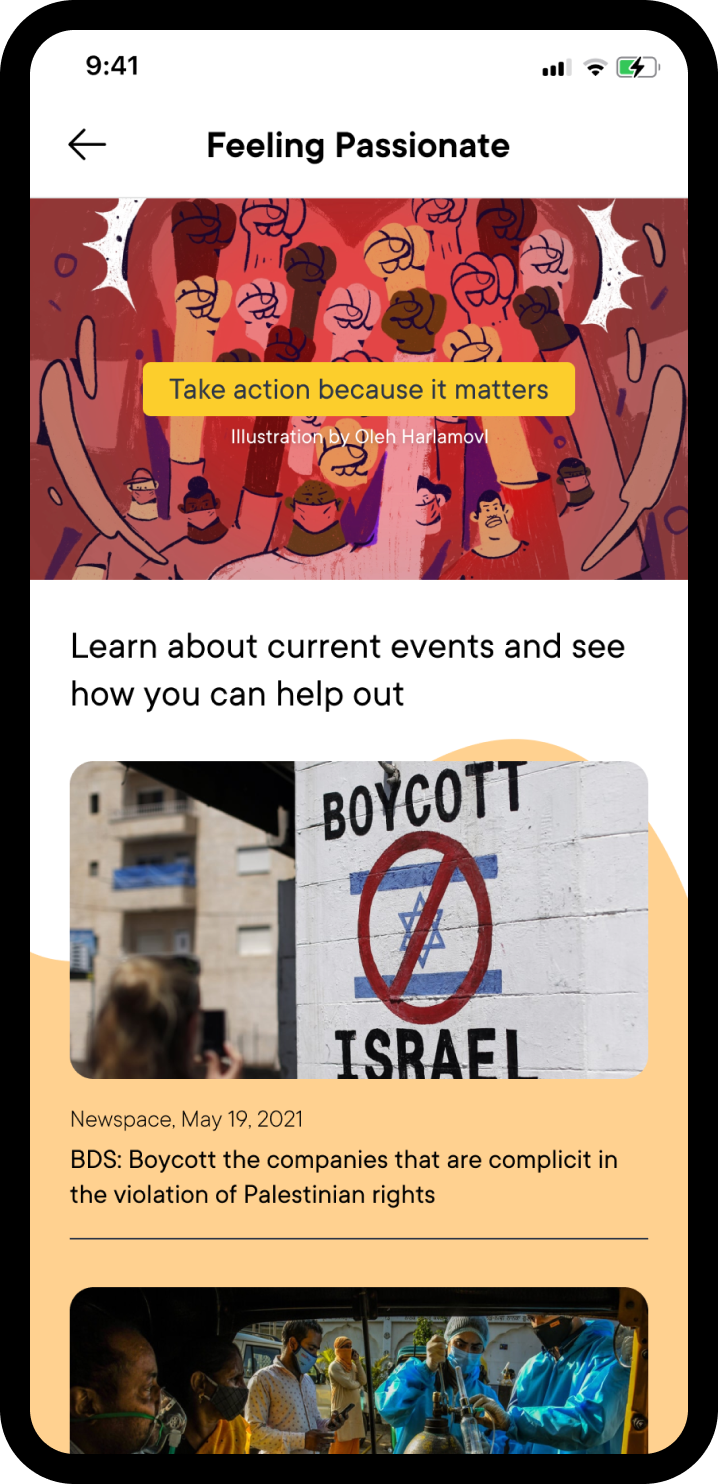 9:41
Feeling Passionate
Take action because it matters
Illustration by Oleh Harlamovl
Learn about current events and see
how you can help out
BOYCOTT
ISRAEL
Newspace, May 19, 2021
BDS: Boycott the companies that are complicit in
the violation of Palestinian rights